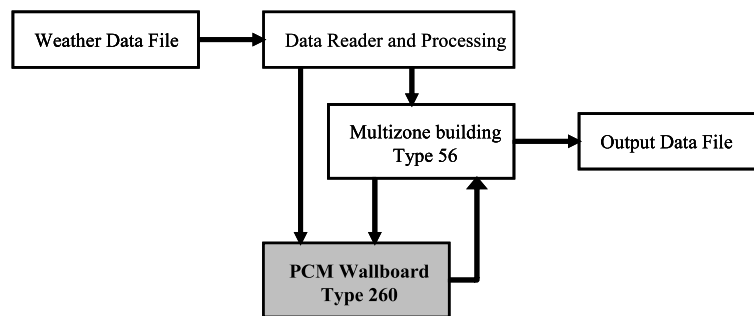 Weather Data File
Data Reader and Processing
Multizone building
Type 56
Output Data File
PCM Wallboard
Type 260